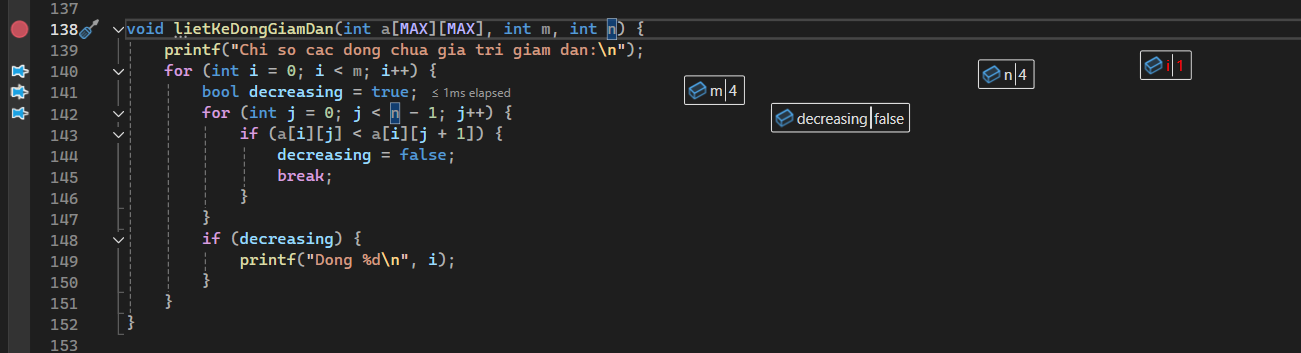 137
138 void lietKeDongGiamDan(int a[MAX][MAX], int m, int n) {
139     printf("Chi so cac dong chua gia tri giam dan:\n");
140     for (int i = 0; i < m; i++) {
141         bool decreasing = true; ≤ 1ms elapsed
142         for (int j = 0; j < n - 1; j++) {
143             if (a[i][j] < a[i][j + 1]) {
144                 decreasing = false;
145                 break;
146             }
147         }
148         if (decreasing) {
149             printf("Dong %d\n", i);
150         }
151     }
152 }
153
i 1
n 4
m 4
decreasing false